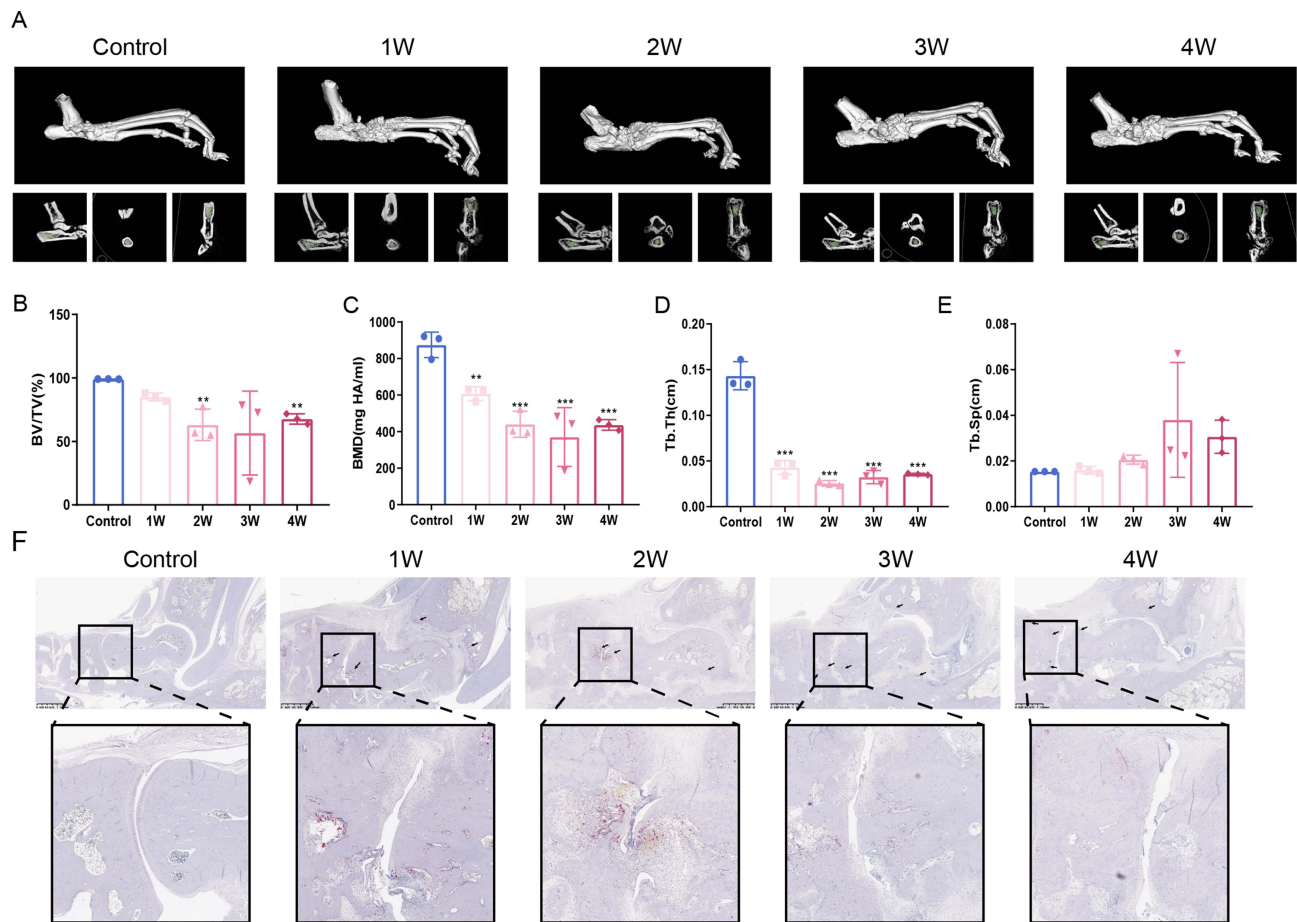 A
Control 1W 2W 3W 4W
B
BV/TV(%)
150
100
50
0
** **
Control 1W 2W 3W 4W
C
BMD(mg HA/ml)
1000
800
600
400
200
0
** *** *** ***
Control 1W 2W 3W 4W
D
Tb.Th(cm)
0.20
0.15
0.10
0.05
0.00
*** *** *** ***
Control 1W 2W 3W 4W
E
Tb.Sp(cm)
0.08
0.06
0.04
0.02
0.00
Control 1W 2W 3W 4W
F
Control 1W 2W 3W 4W